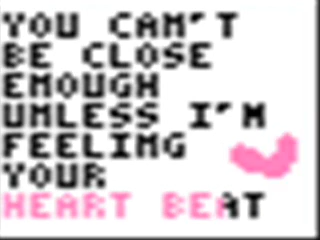 YOU CAN'T
BE CLOSE
ENOUGH
UNLESS I'M
FEELING
YOUR
HEART BEAT